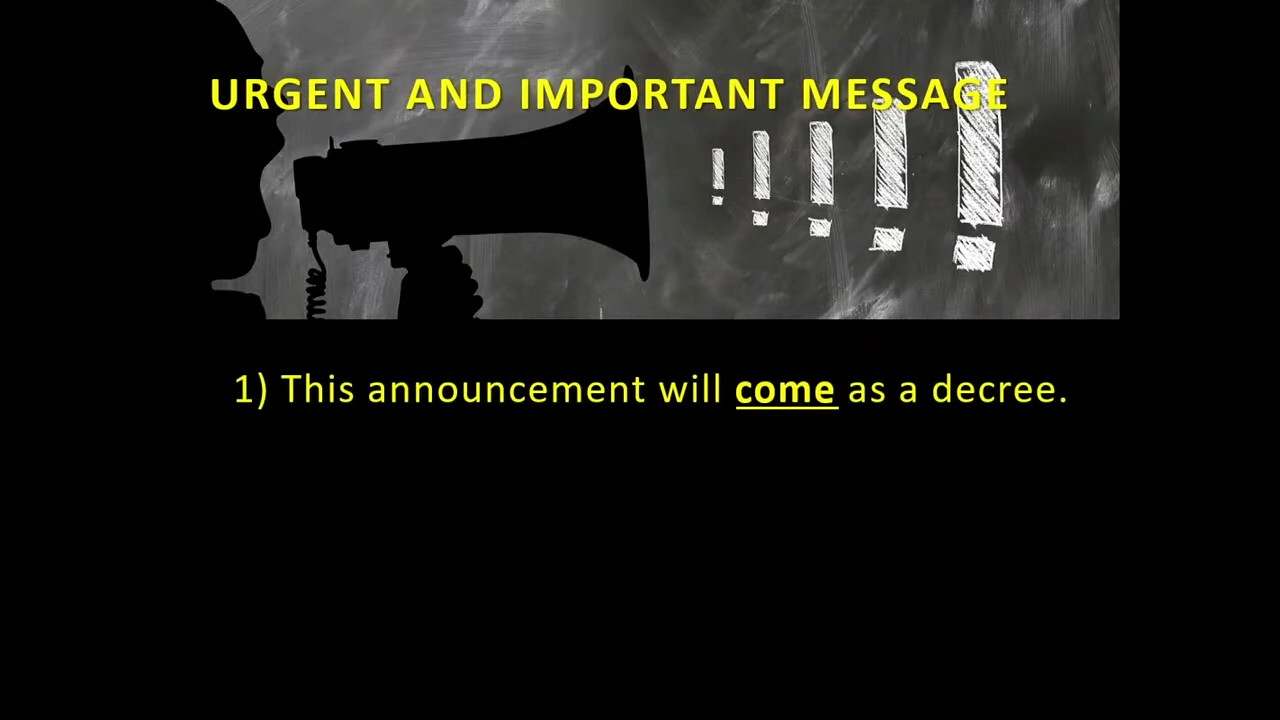 URGENT AND IMPORTANT MESSAGE
1) This announcement will come as a decree.